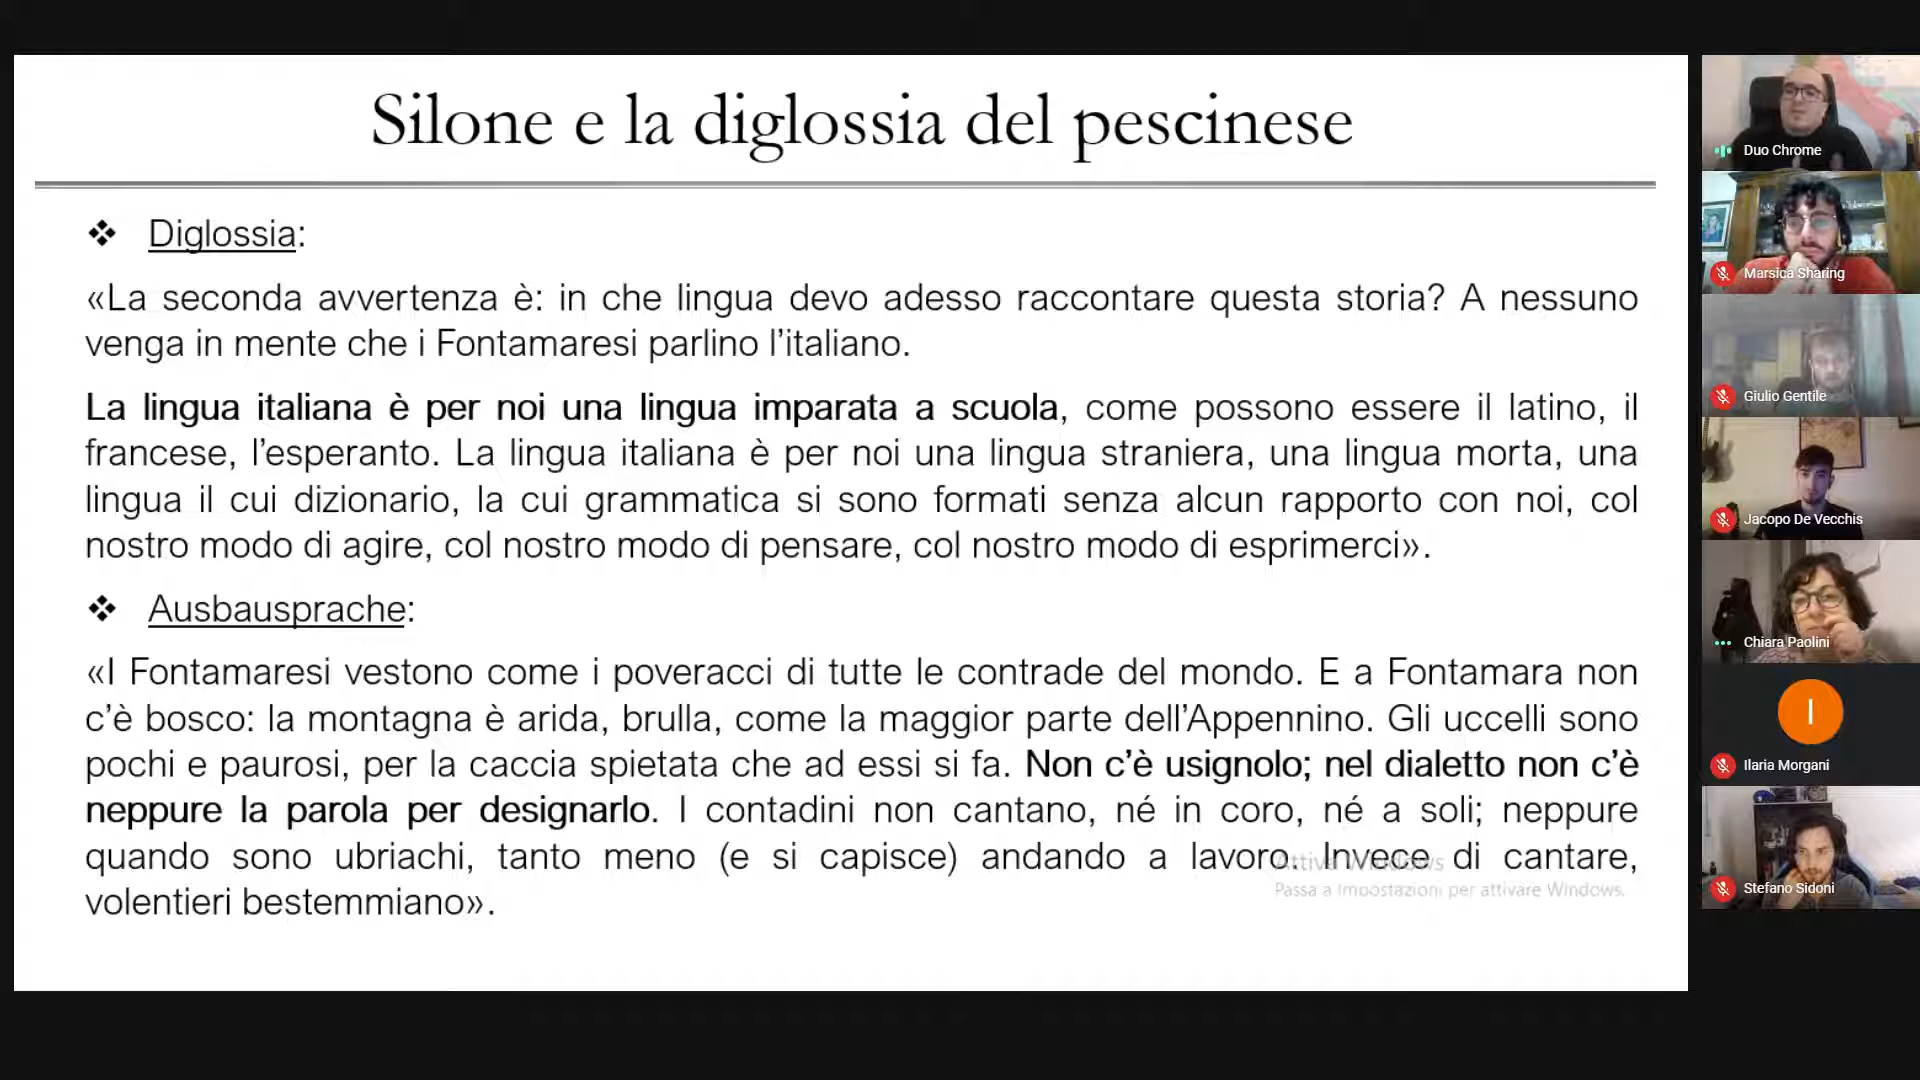 Silone e la diglossia del pescinese
❖ Diglossia:
«La seconda avvertenza è: in che lingua devo adesso raccontare questa storia? A nessuno
venga in mente che i Fontamaresi parlino l’italiano.
La lingua italiana è per noi una lingua imparata a scuola, come possono essere il latino, il
francese, l’esperanto. La lingua italiana è per noi una lingua straniera, una lingua morta, una
lingua il cui dizionario, la cui grammatica si sono formati senza alcun rapporto con noi, col
nostro modo di agire, col nostro modo di pensare, col nostro modo di esprimerci».
❖ Ausbausprache:
«I Fontamaresi vestono come i poveracci di tutte le contrade del mondo. E a Fontamara non
c’è bosco: la montagna è arida, brulla, come la maggior parte dell’Appennino. Gli uccelli sono
pochi e paurosi, per la caccia spietata che ad essi si fa. Non c’è usignolo; nel dialetto non c’è
neppure la parola per designarlo. I contadini non cantano, né in coro, né a soli; neppure
quando sono ubriachi, tanto meno (e si capisce) andando a lavoro. Invece di cantare,
volentieri bestemmiano».
Attiva Windows
Passa a Impostazioni per attivare Windows.
Duo Chrome
Marsica Sharing
Giulio Gentile
Jacopo De Vecchis
Chiara Paolini
I
Ilaria Morgani
Stefano Sidoni